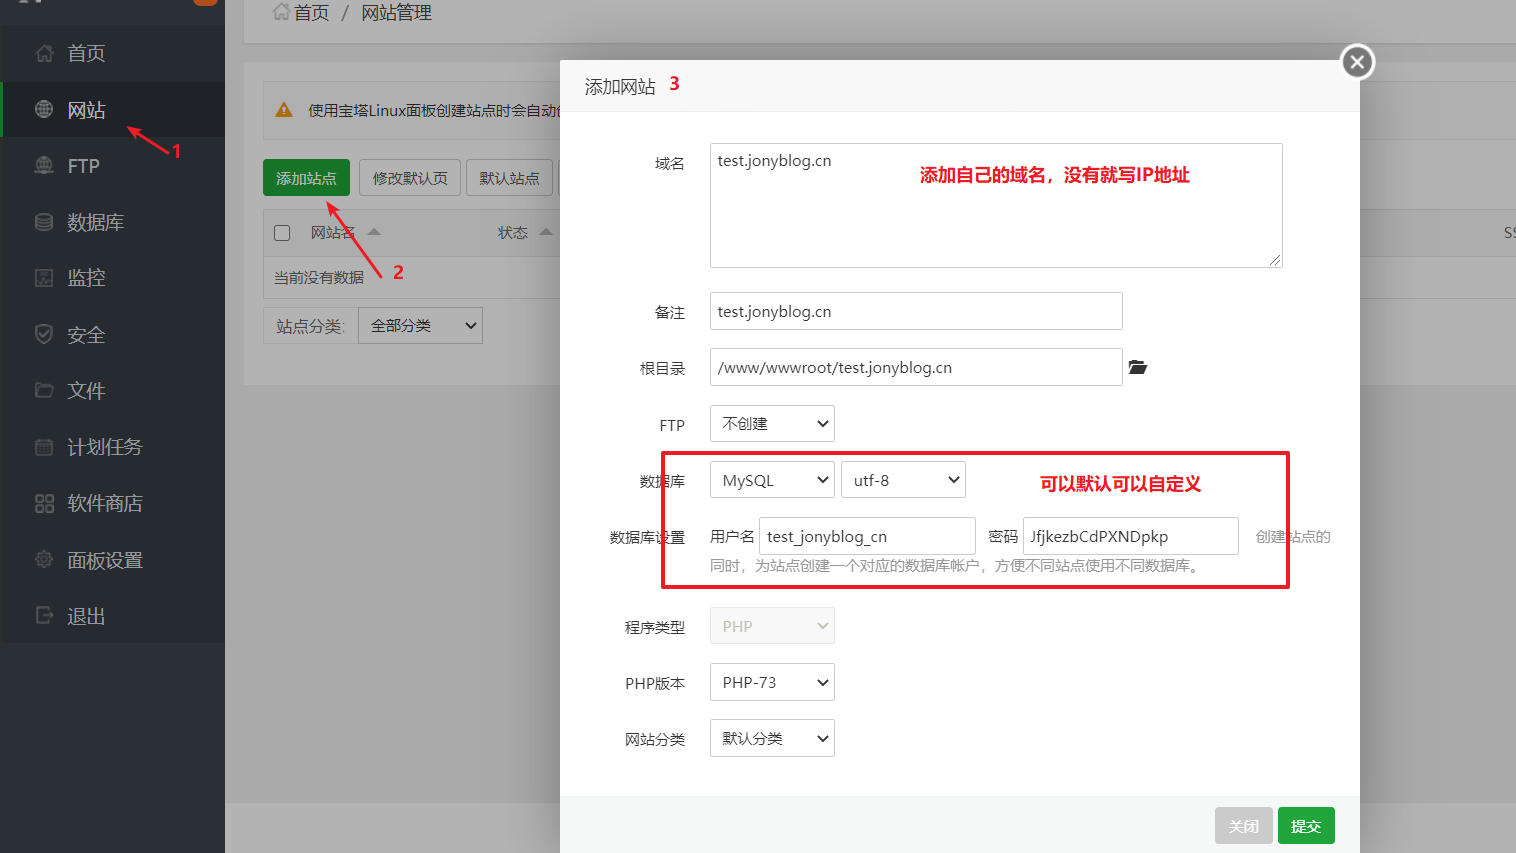 首页 / 网站管理
首页
网站
1
FTP
数据库
监控
安全
文件
计划任务
软件商店
面板设置
退出
使用宝塔Linux面板创建站点时会自动
添加站点
修改默认页
默认站点
2
网站名
状态
当前没有数据
站点分类:
全部分类
添加网站 3
域名
test.jonyblog.cn
添加自己的域名，没有就写IP地址
备注
test.jonyblog.cn
根目录
/www/wwwroot/test.jonyblog.cn
FTP
不创建
数据库
MySQL
utf-8
可以默认可以自定义
数据库设置
用户名 test_jonyblog_cn
密码 JfjkezbCdPXNDpkp
创建站点的
同时，为站点创建一个对应的数据库帐户，方便不同站点使用不同数据库。
程序类型
PHP
PHP版本
PHP-73
网站分类
默认分类
关闭
提交